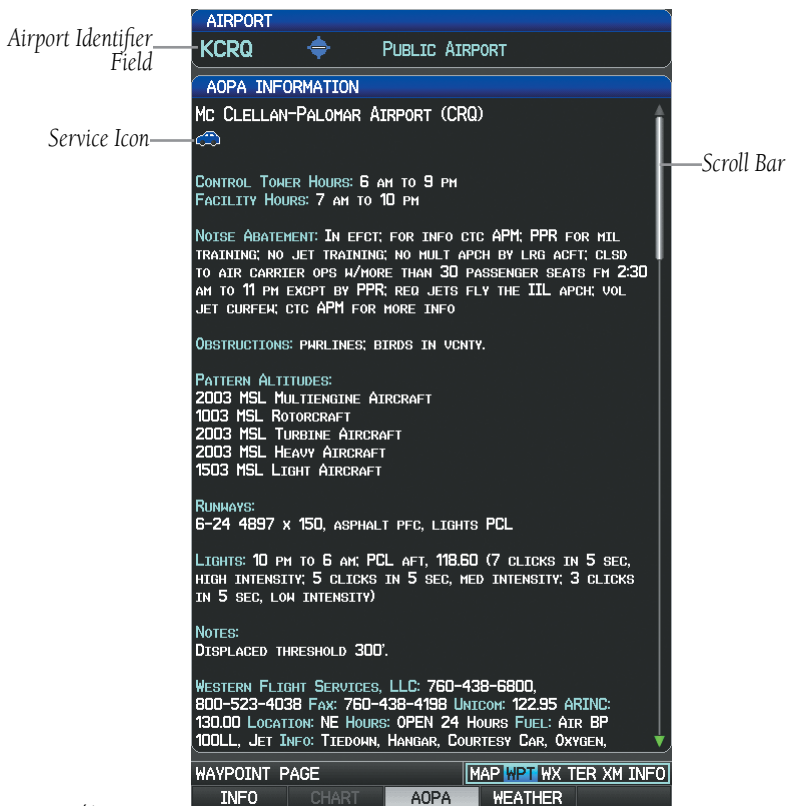 AIRPORT
Airport Identifier
Field
KCRQ
PUBLIC AIRPORT
AOPA INFORMATION
MC CLELLAN-PALOMAR AIRPORT (CRQ)
Service Icon
Scroll Bar
CONTROL TOWER HOURS: 6 AM TO 9 PM
FACILITY HOURS: 7 AM TO 10 PM
NOISE ABATEMENT: IN EFCT; FOR INFO CTC APM; PPR FOR MIL
TRAINING; NO JET TRAINING; NO MULT APCH BY LRG ACFT; CLSD
TO AIR CARRIER OPS W/MORE THAN 30 PASSENGER SEATS FM 2:30
AM TO 11 PM EXCPT BY PPR; REQ JETS FLY THE IIL APCH; VOL
JET CURFEW; CTC APM FOR MORE INFO
OBSTRUCTIONS: PWRLINES; BIRDS IN VCNTY.
PATTERN ALTITUDES:
2003 MSL MULTIENGINE AIRCRAFT
1003 MSL ROTORCRAFT
2003 MSL TURBINE AIRCRAFT
2003 MSL HEAVY AIRCRAFT
1503 MSL LIGHT AIRCRAFT
RUNWAYS:
6-24 4897 X 150, ASPHALT PFC, LIGHTS PCL
LIGHTS: 10 PM TO 6 AM; PCL AFT, 118.60 (7 CLICKS IN 5 SEC,
HIGH INTENSITY; 5 CLICKS IN 5 SEC, MED INTENSITY; 3 CLICKS
IN 5 SEC, LOW INTENSITY)
NOTES:
DISPLACED THRESHOLD 300'.
WESTERN FLIGHT SERVICES, LLC: 760-438-6800,
800-523-4038 FAX: 760-438-4198 UNICOM: 122.95 ARINC:
130.00 LOCATION: NE HOURS: OPEN 24 HOURS FUEL: AIR BP
100LL, JET INFO: TIEDOWN, HANGAR, COURTESY CAR, OXYGEN,
WAYPOINT PAGE
MAP WPT WX TER XM INFO
INFO CHART AOPA WEATHER